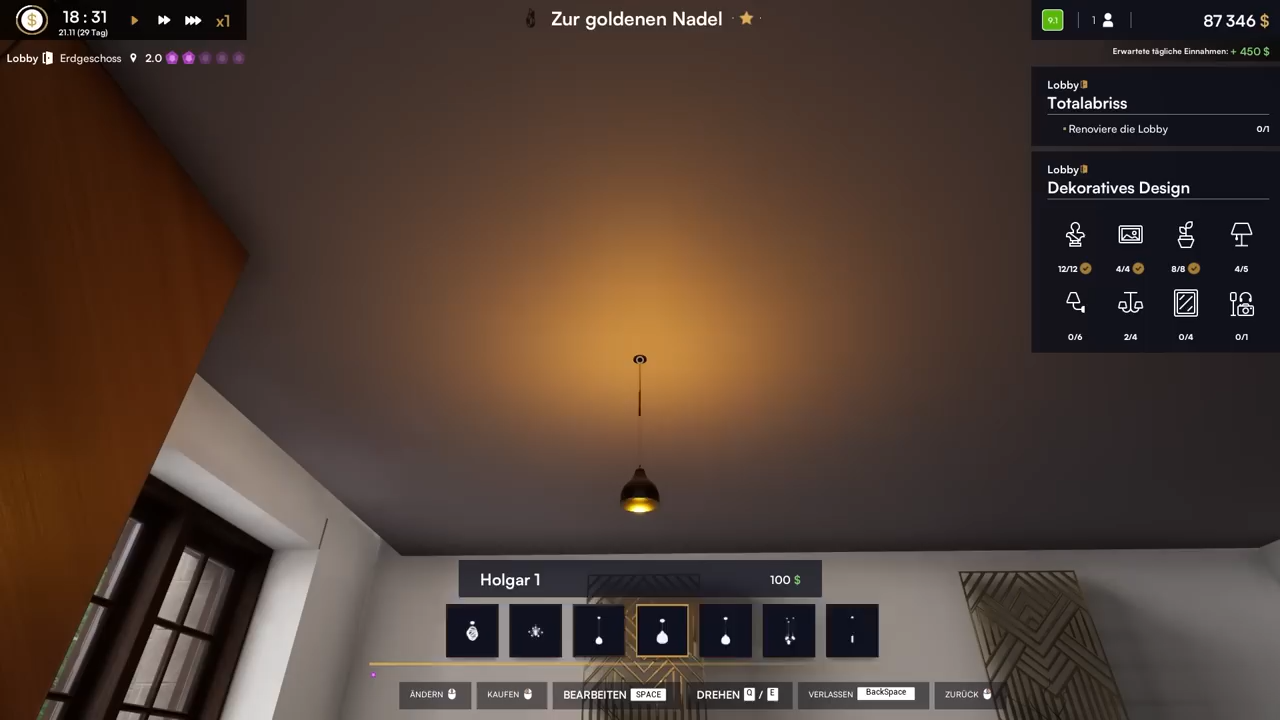 18 : 31
x1
21.11 (29 Tag)
Zur goldenen Nadel
9.1
1
87 346 $
Erwartete tägliche Einnahmen: + 450 $
Lobby
Erdgeschoss
2.0
Lobby
Totalabriss
Renoviere die Lobby
0/1
Lobby
Dekoratives Design
12/12
4/4
8/8
4/5
0/6
2/4
0/4
0/1
Holgar 1
100 $
ÄNDERN
KAUFEN
BEARBEITEN SPACE
DREHEN Q / E
VERLASSEN BackSpace
ZURÜCK